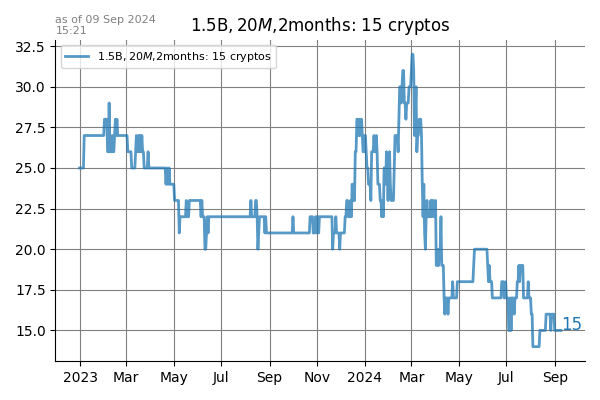 as of 09 Sep 2024
15:21
1.5B, 20M,2months: 15 cryptos
1.5B, 20M,2months: 15 cryptos
32.5
30.0
27.5
25.0
22.5
20.0
17.5
15.0
15
2023 Mar May Jul Sep Nov 2024 Mar May Jul Sep